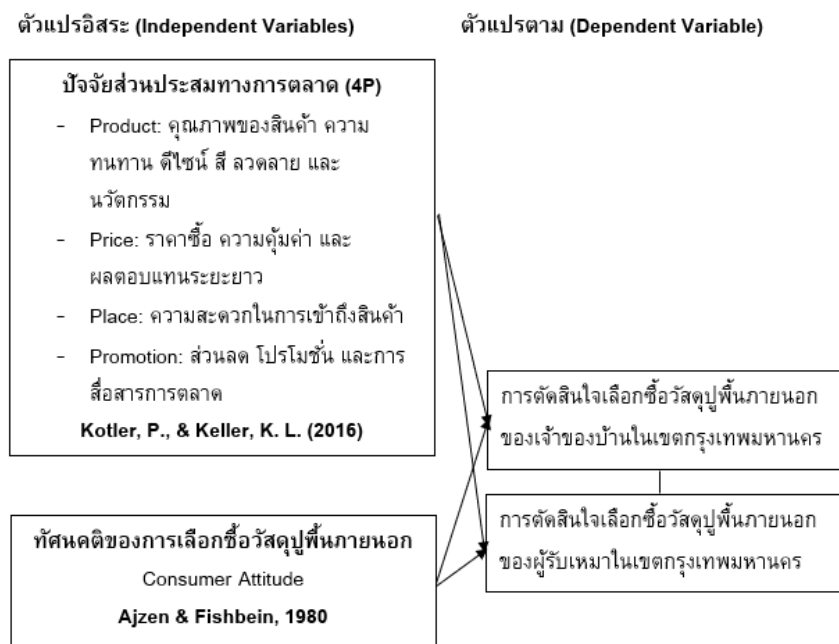 ตัวแปรอิสระ (Independent Variables)
ตัวแปรตาม (Dependent Variable)
ปัจจัยส่วนประสมทางการตลาด (4P)
- Product: คุณภาพของสินค้า ความ
ทนทาน ดีไซน์ สี ลวดลาย และ
นวัตกรรม
- Price: ราคาซื้อ ความคุ้มค่า และ
ผลตอบแทนระยะยาว
- Place: ความสะดวกในการเข้าถึงสินค้า
- Promotion: ส่วนลด โปรโมชั่น และการ
สื่อสารการตลาด
Kotler, P., & Keller, K. L. (2016)
การตัดสินใจเลือกซื้อวัสดุปูพื้นภายนอก
ของเจ้าของบ้านในเขตกรุงเทพมหานคร
การตัดสินใจเลือกซื้อวัสดุปูพื้นภายนอก
ของผู้รับเหมาในเขตกรุงเทพมหานคร
ทัศนคติของการเลือกซื้อวัสดุปูพื้นภายนอก
Consumer Attitude
Ajzen & Fishbein, 1980